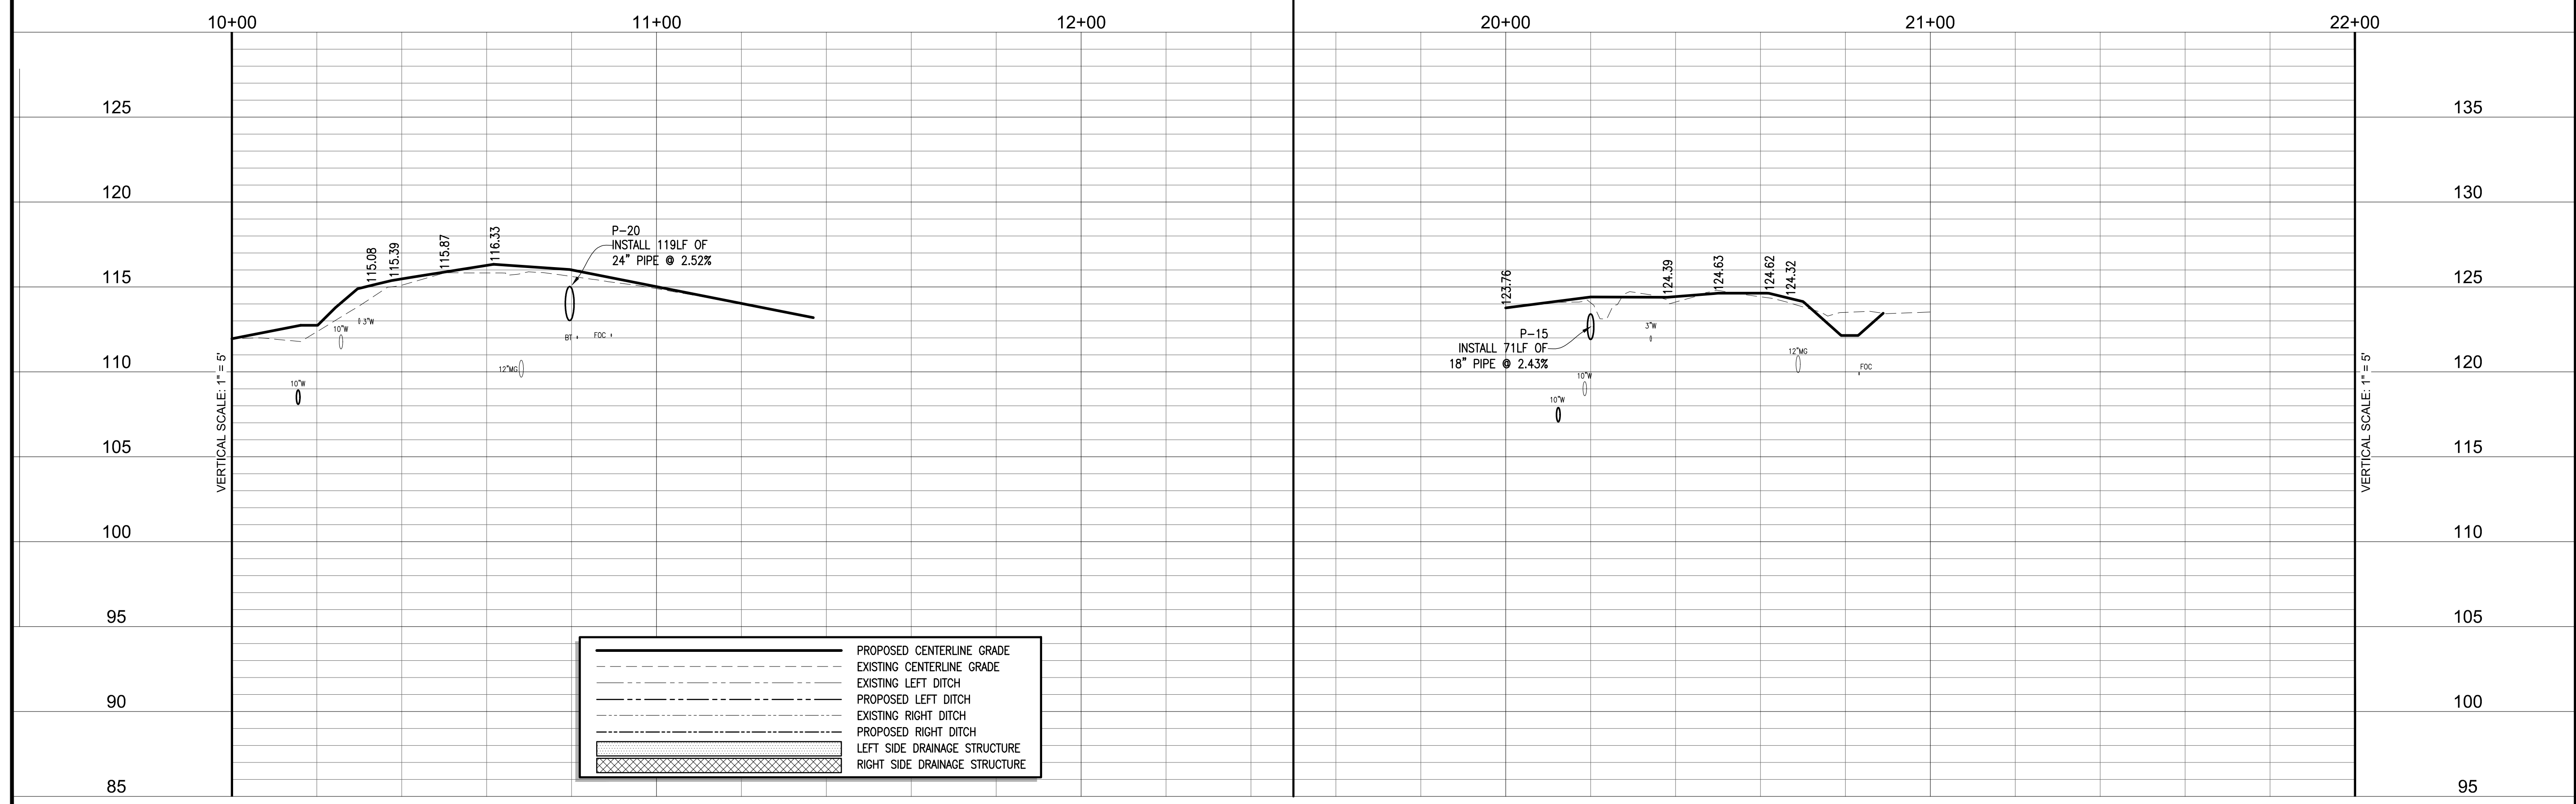 10+00
11+00
12+00
20+00
21+00
22+00
125
120
115
110
105
100
95
90
85
VERTICAL SCALE: 1" = 5'
115.08
115.39
115.87
116.33
P-20
INSTALL 119LF OF
24" PIPE @ 2.52%
10"W
3"W
10"W
BT
FOC
12"MG
PROPOSED CENTERLINE GRADE
EXISTING CENTERLINE GRADE
EXISTING LEFT DITCH
PROPOSED LEFT DITCH
EXISTING RIGHT DITCH
PROPOSED RIGHT DITCH
LEFT SIDE DRAINAGE STRUCTURE
RIGHT SIDE DRAINAGE STRUCTURE
123.76
124.39
124.63
124.62
124.32
P-15
INSTALL 71LF OF
18" PIPE @ 2.43%
3"W
10"W
10"W
12"MG
FOC
VERTICAL SCALE: 1" = 5'
135
130
125
120
115
110
105
100
95